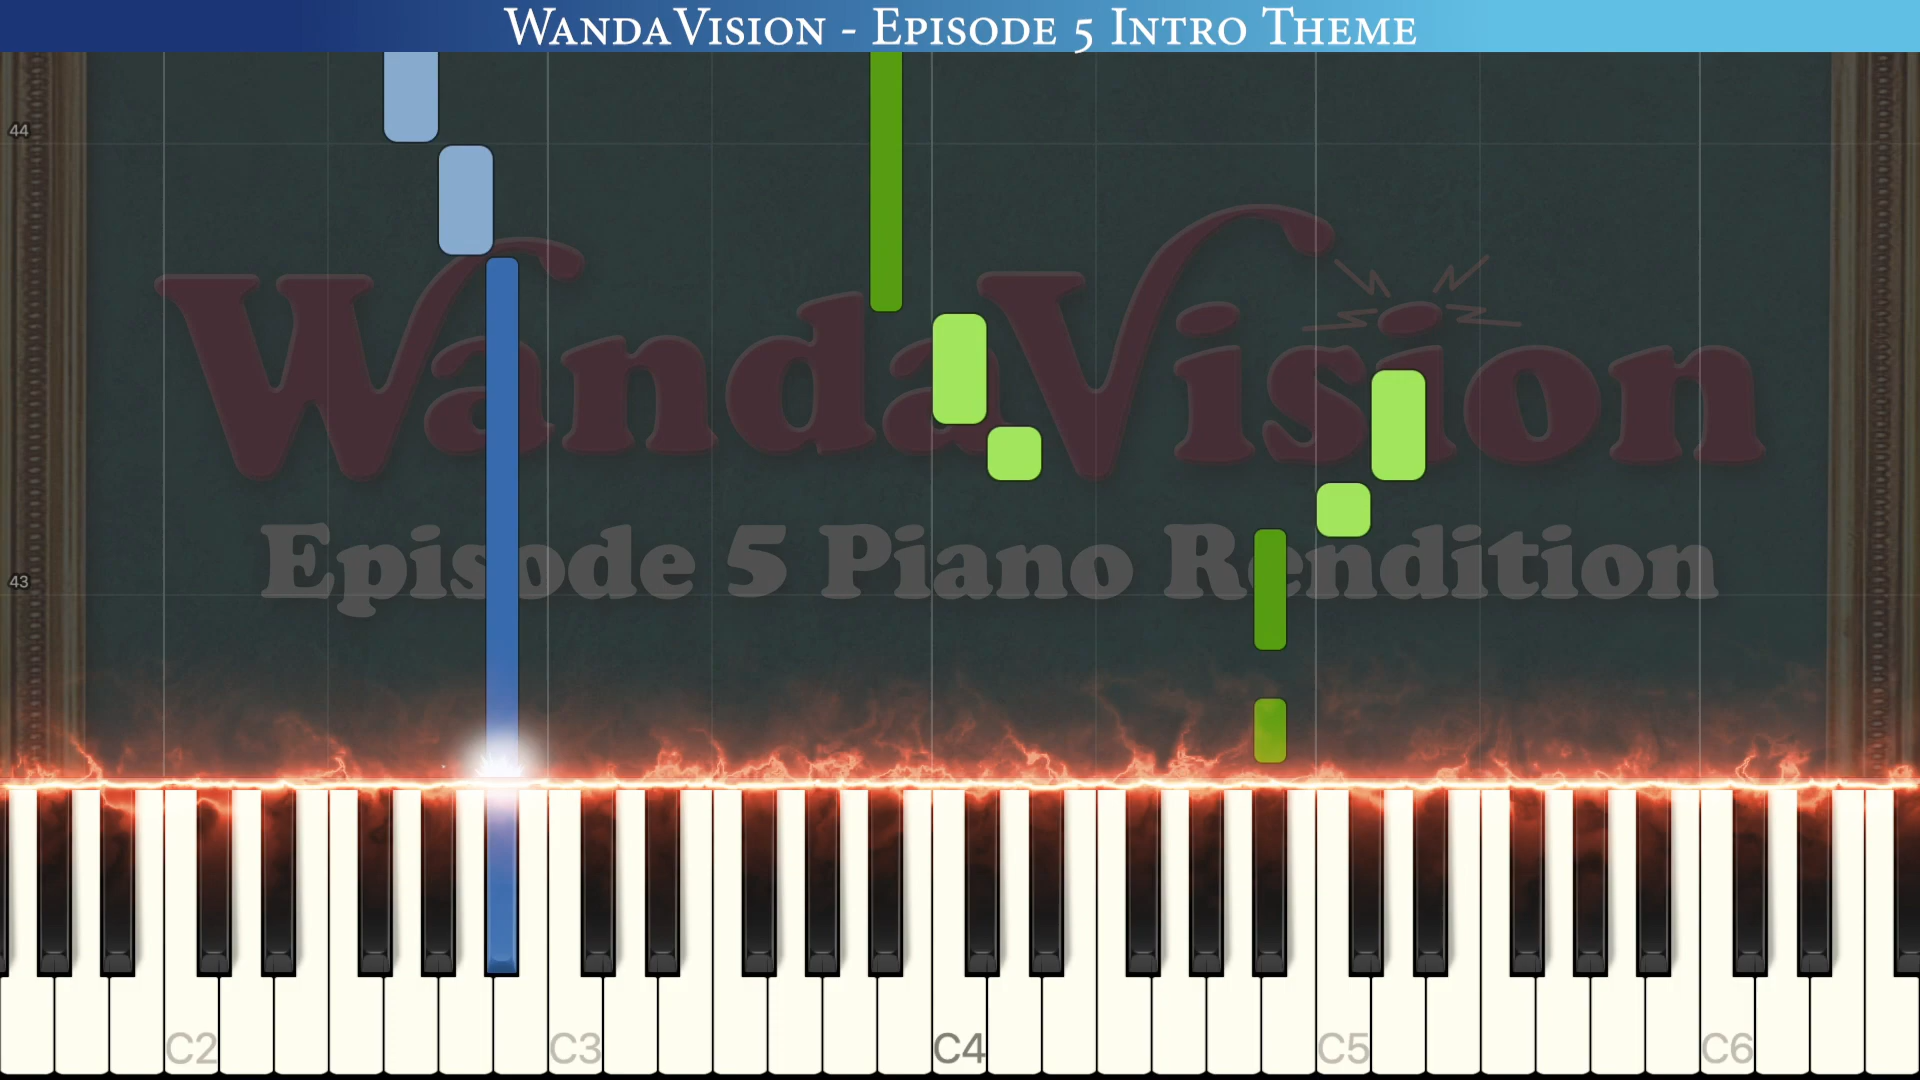 WandaVision - Episode 5 Intro Theme
44
WandaVision
Episode 5 Piano Rendition
43
C2 C3 C4 C5 C6